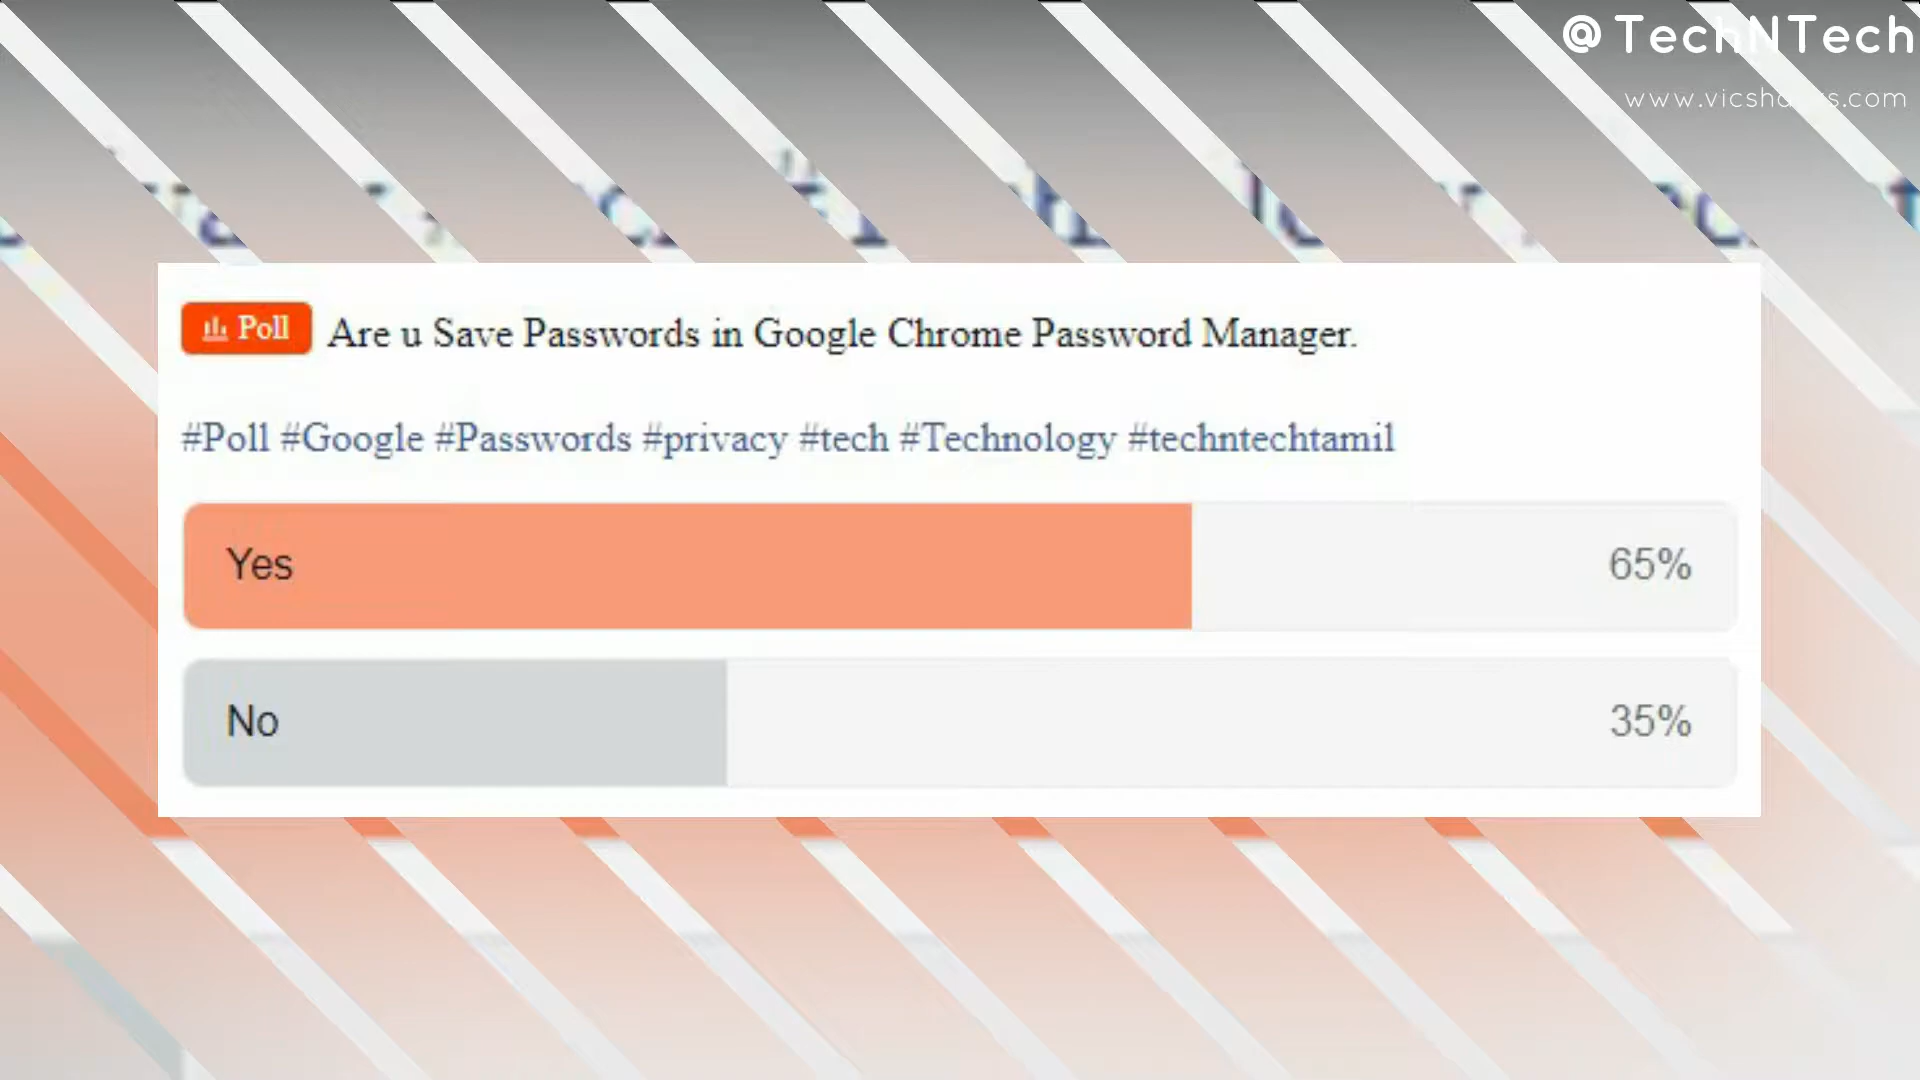 @TechNTech
Poll Are u Save Passwords in Google Chrome Password Manager.
#Poll #Google #Passwords #privacy #tech #Technology #techntechtamil
Yes 65%
No 35%